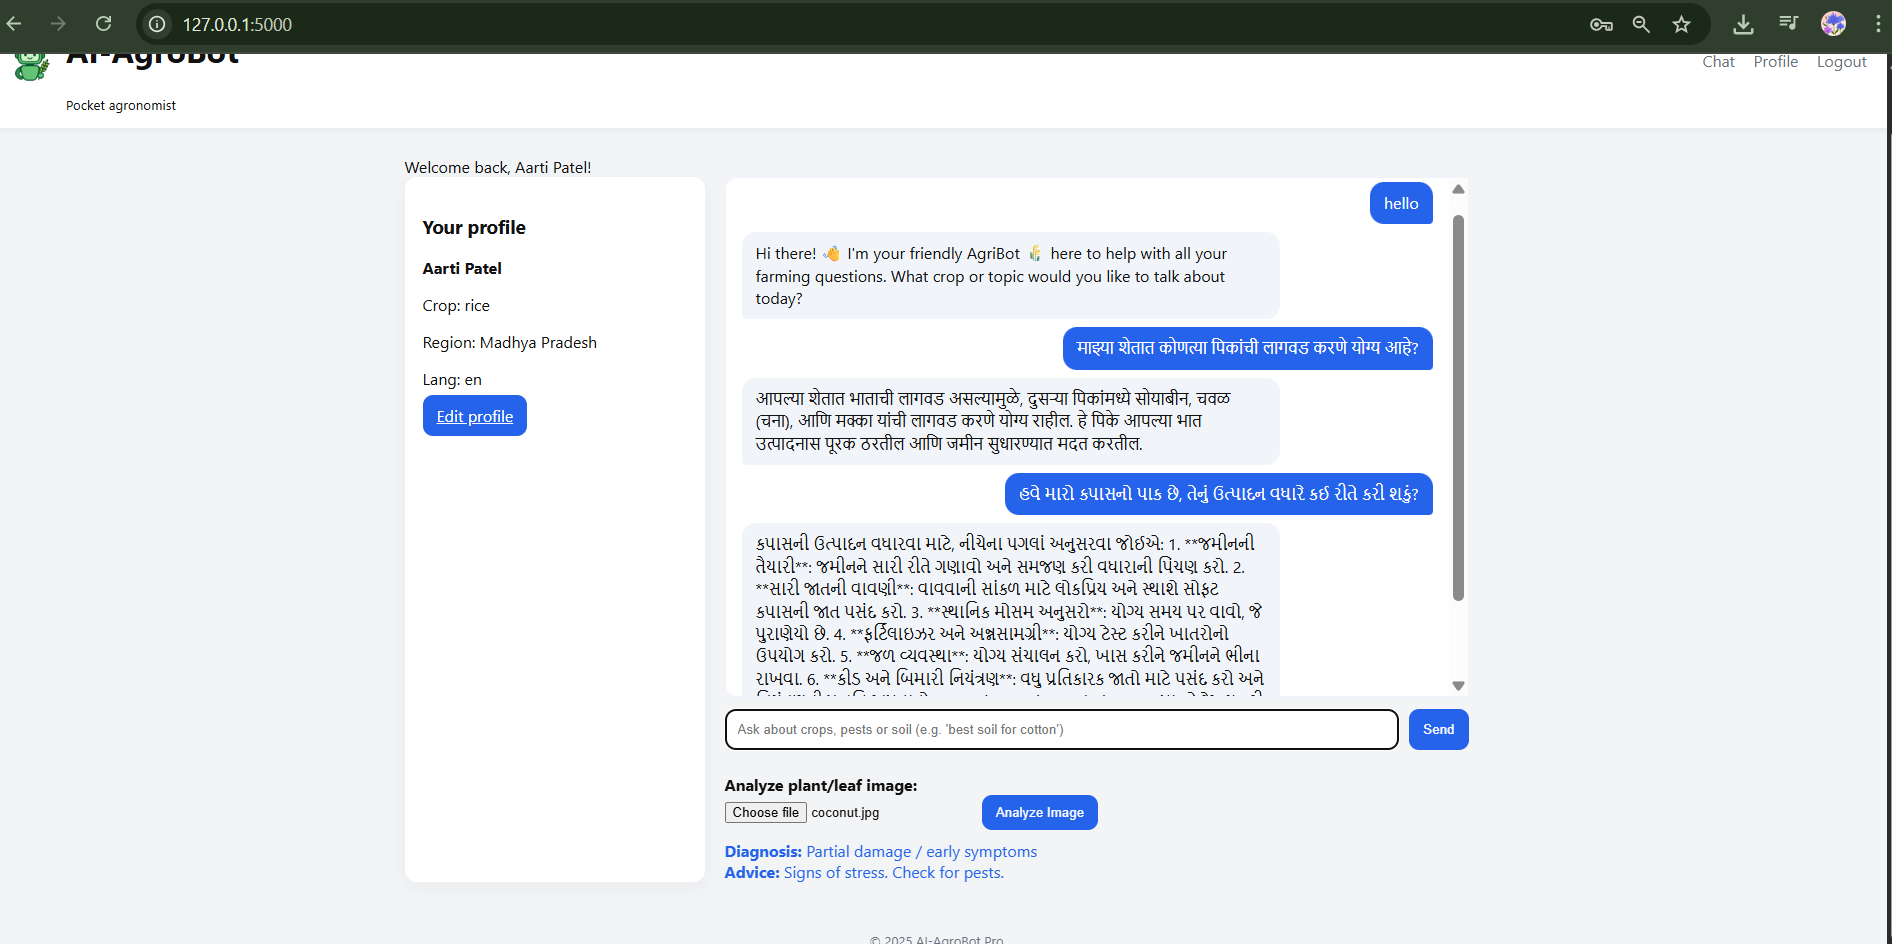 127.0.0.1:5000
AI-AgroBot
Pocket agronomist
Chat Profile Logout
Welcome back, Aarti Patel!
Your profile
Aarti Patel
Crop: rice
Region: Madhya Pradesh
Lang: en
Edit profile
hello
Hi there! 👋 I'm your friendly AgriBot 🌾 here to help with all your
farming questions. What crop or topic would you like to talk about
today?
माझ्या शेतात कोणत्या पिकांची लागवड करणे योग्य आहे?
आपल्या शेतात भाताची लागवड असल्यामुळे, दुसऱ्या पिकांमध्ये सोयाबीन, चवळ
(चना), आणि मक्का यांची लागवड करणे योग्य राहील. हे पिके आपल्या भात
उत्पादनास पूरक ठरतील आणि जमीन सुधारण्यात मदत करतील.
હવે મારો કપાસનો પાક છે, તેનું ઉત્પાદન વધારે કઈ રીતે કરી શકું?
કપાસની ઉત્પાદન વધારવા માટે, નીચેના પગલાં અનુસરવા જોઈએ: 1. **જમીનની
તૈયારી**: જમીનને સારી રીતે ગણાવો અને સમજણ કરી વધારાની પિંચણ કરો. 2.
**સારી જાતની વાવણી**: વાવવાની સાંકળ માટે લોકપ્રિય અને સ્થાશે સોફટ
કપાસની જાત પસંદ કરો. 3. **સ્થાનિક મોસમ અનુસરો**: યોગ્ય સમય પર વાવો, જે
પુરાણેયો છે. 4. **ફર્ટિલાઇઝર અને અન્નસામગ્રી**: યોગ્ય ટેસ્ટ કરીને ખાતરોનો
ઉપયોગ કરો. 5. **જળ વ્યવસ્થા**: યોગ્ય સંચાલન કરો, ખાસ કરીને જમીનને ભીના
રાખવા. 6. **કીડ અને બિમારી નિયંત્રણ**: વધુ પ્રતિકારક જાતો માટે પસંદ કરો અને
Ask about crops, pests or soil (e.g. 'best soil for cotton')
Send
Analyze plant/leaf image:
Choose file coconut.jpg
Analyze Image
Diagnosis: Partial damage / early symptoms
Advice: Signs of stress. Check for pests.
© 2025 AI-AgroBot Pro